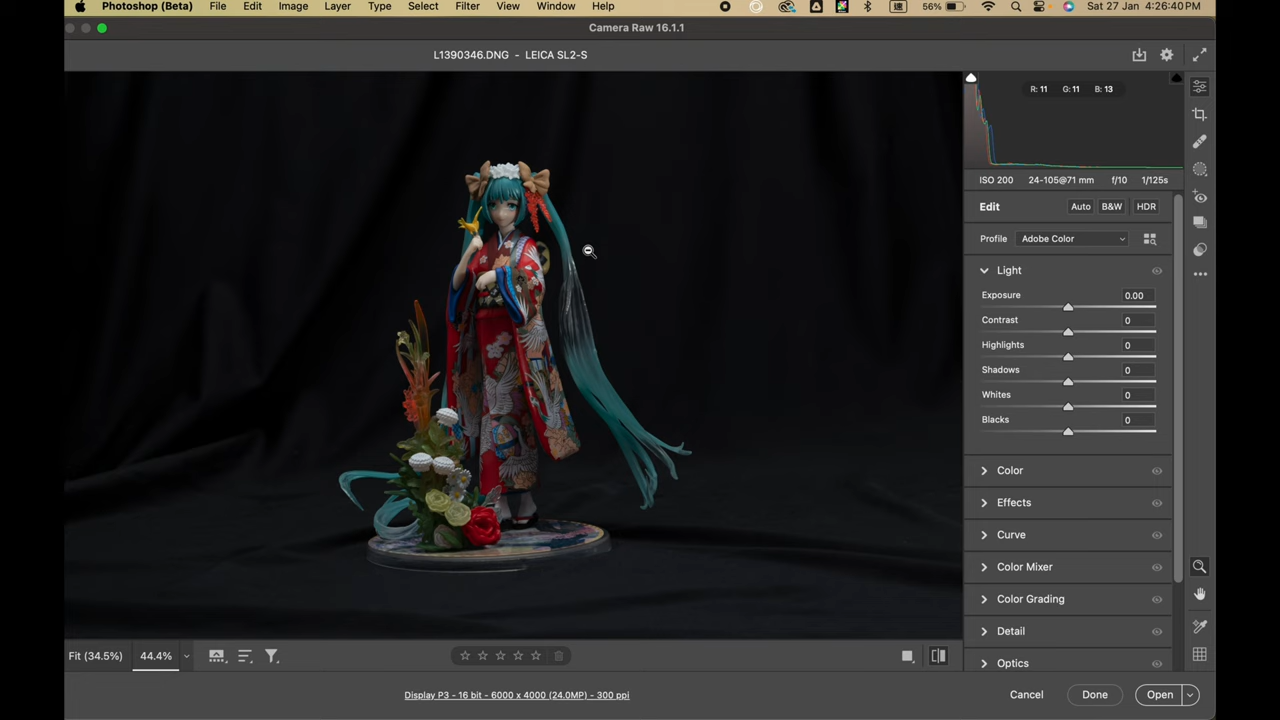 Photoshop (Beta) File Edit Image Layer Type Select Filter View Window Help 56% Sat 27 Jan 4:26:40 PM
Camera Raw 16.1.1
L1390346.DNG - LEICA SL2-S
R: 11 G: 11 B: 13
ISO 200 24-105@71 mm f/10 1/125s
Edit Auto B&W HDR
Profile Adobe Color
Light
Exposure 0.00
Contrast 0
Highlights 0
Shadows 0
Whites 0
Blacks 0
Color
Effects
Curve
Color Mixer
Color Grading
Detail
Optics
Fit (34.5%) 44.4%
Display P3 - 16 bit - 6000 x 4000 (24.0MP) - 300 ppi
Cancel Done Open